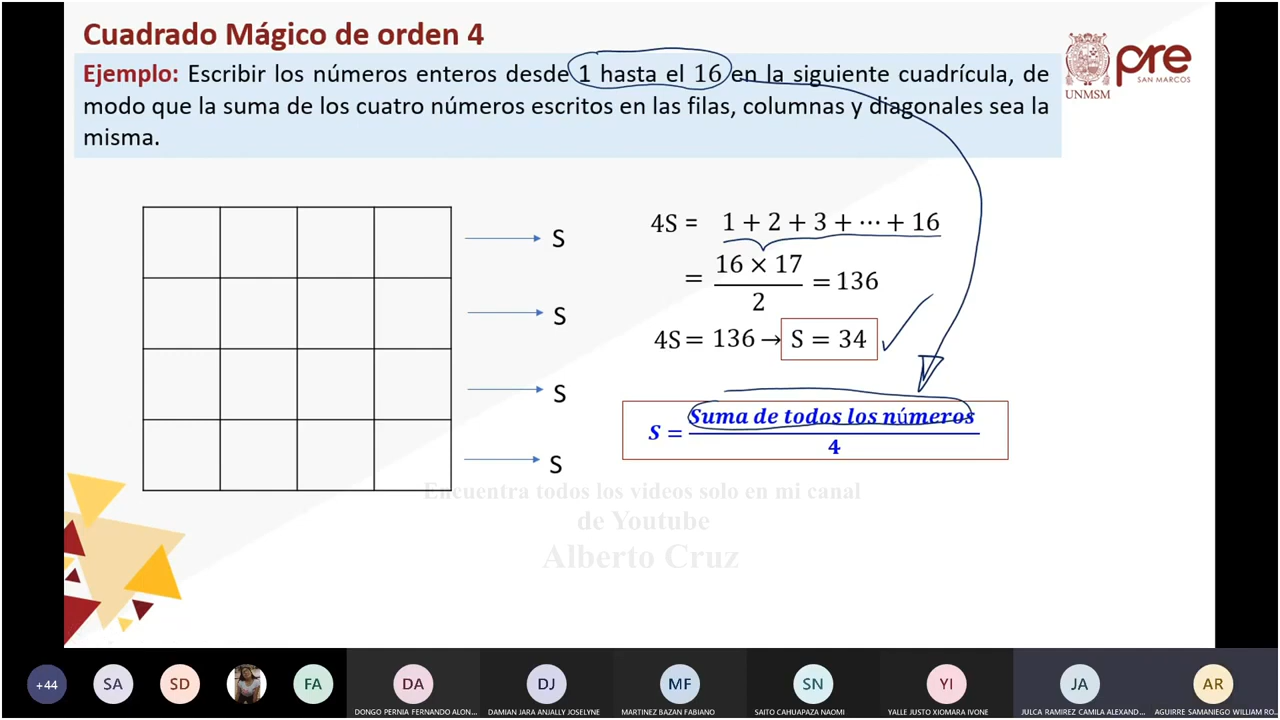 Cuadrado Mágico de orden 4
Ejemplo: Escribir los números enteros desde 1 hasta el 16 en la siguiente cuadrícula, de
modo que la suma de los cuatro números escritos en las filas, columnas y diagonales sea la
misma.
UNMSM
pre
SAN MARCOS
S
S
S
S
4S = 1 + 2 + 3 + ⋯ + 16
= 16 × 17 / 2 = 136
4S = 136 → S = 34
S = Suma de todos los números / 4
Encuentra todos los videos solo en mi canal
de Youtube
Alberto Cruz
+44
SA
SD
FA
DA
DJ
MF
SN
YI
JA
AR
DONGO PERNIA FERNANDO ALON...
DAMIAN JARA ANJALLY JOSELYNE
MARTINEZ BAZAN FABIANO
SAITO CAHUAPAZA NAOMI
YALLE JUSTO XIOMARA IVONE
JULCA RAMIREZ CAMILA ALEXAND...
AGUIRRE SAMANIEGO WILLIAM RO...